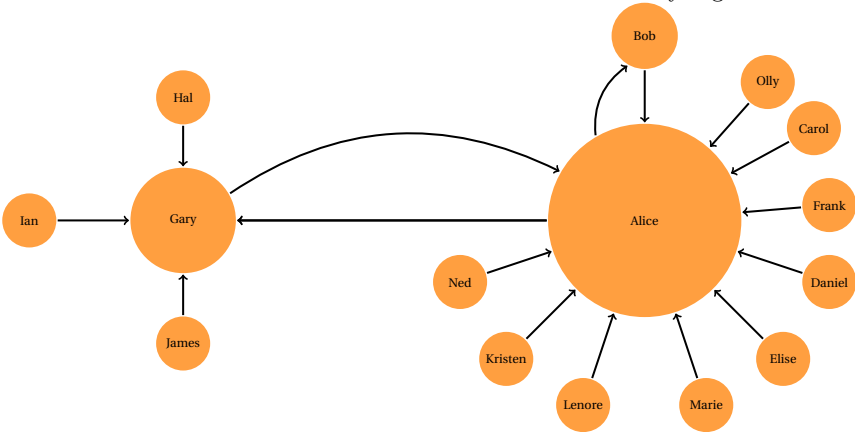 Bob
Olly
Hal
Carol
Frank
Ian
Gary
Alice
Ned
Daniel
James
Kristen
Elise
Lenore
Marie